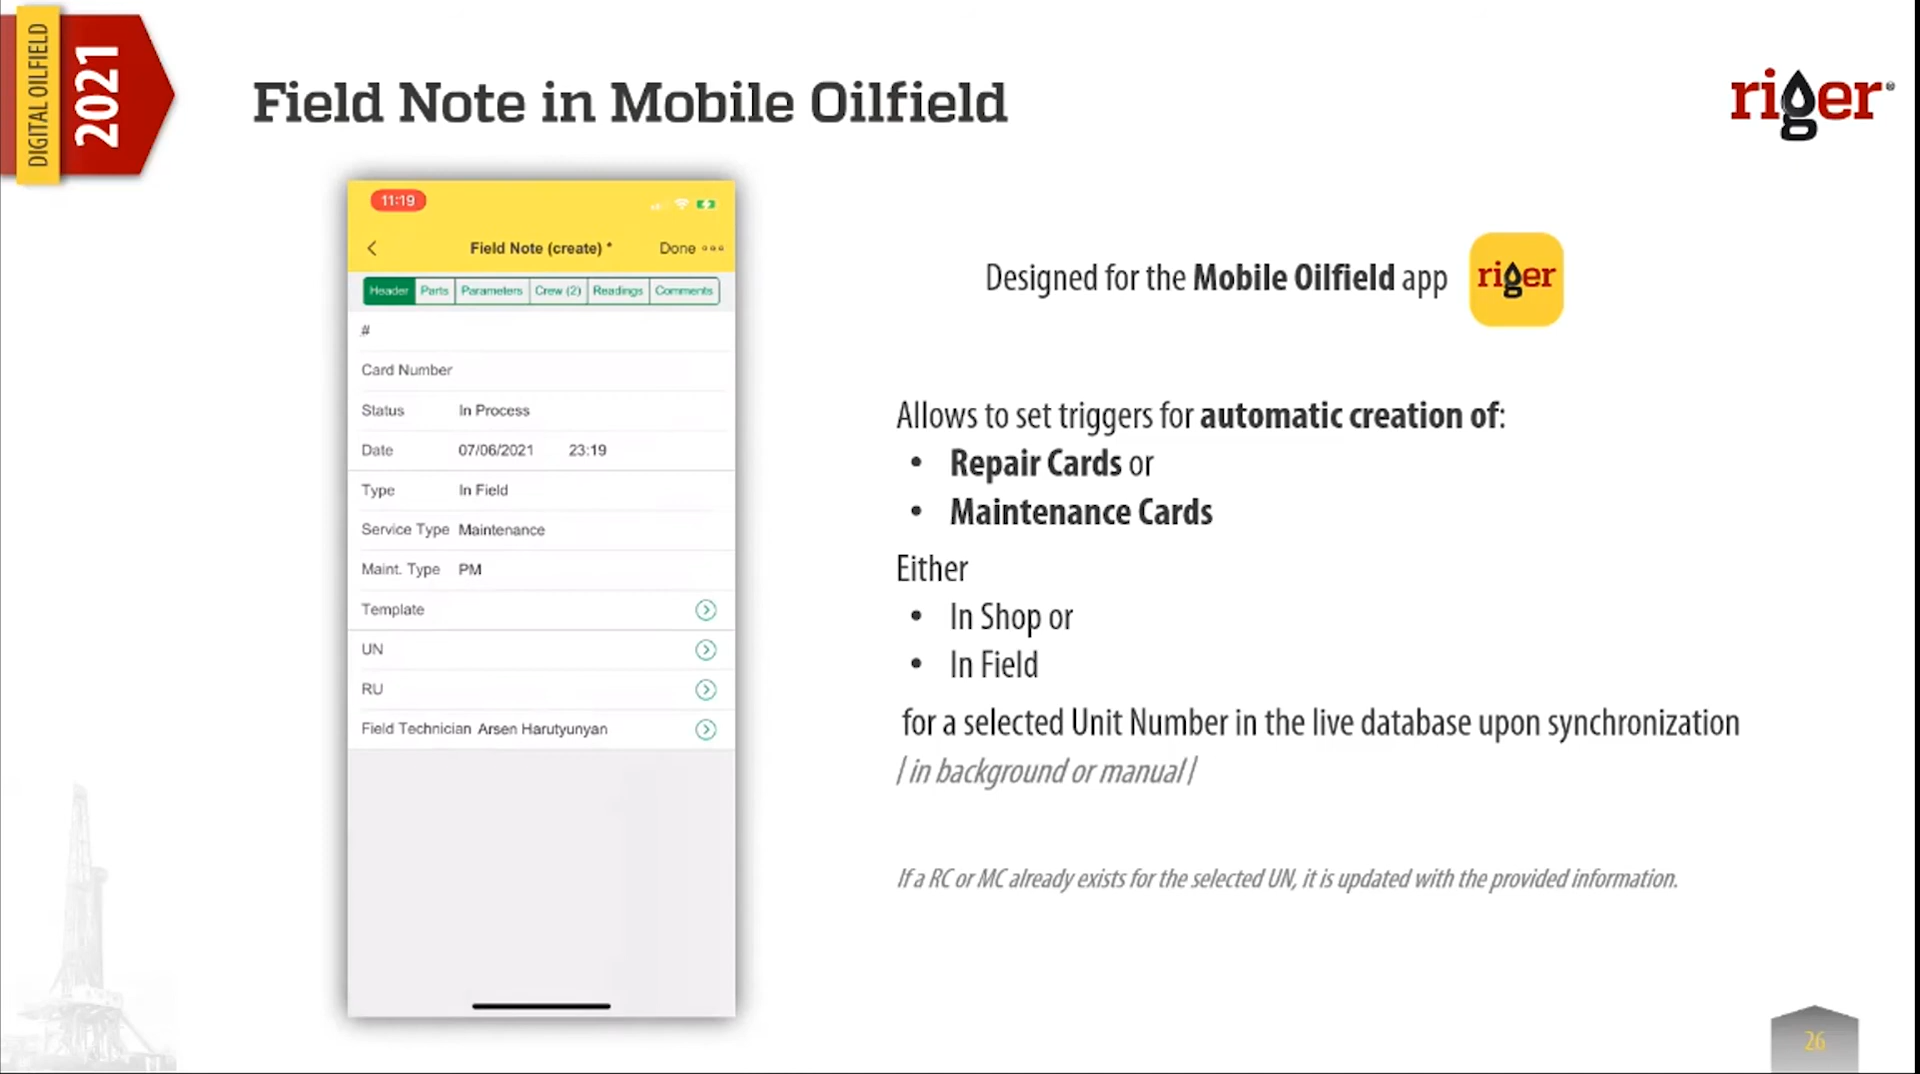 DIGITAL OILFIELD
2021
Field Note in Mobile Oilfield
riger®
11:19
Field Note (create) *
Done
Header
Parts
Parameters
Crew (2)
Readings
Comments
#
Card Number
Status In Process
Date 07/06/2021 23:19
Type In Field
Service Type Maintenance
Maint. Type PM
Template
UN
RU
Field Technician Arsen Harutyunyan
Designed for the Mobile Oilfield app
riger
Allows to set triggers for automatic creation of:
• Repair Cards or
• Maintenance Cards
Either
• In Shop or
• In Field
for a selected Unit Number in the live database upon synchronization
| in background or manual |
If a RC or MC already exists for the selected UN, it is updated with the provided information.
26